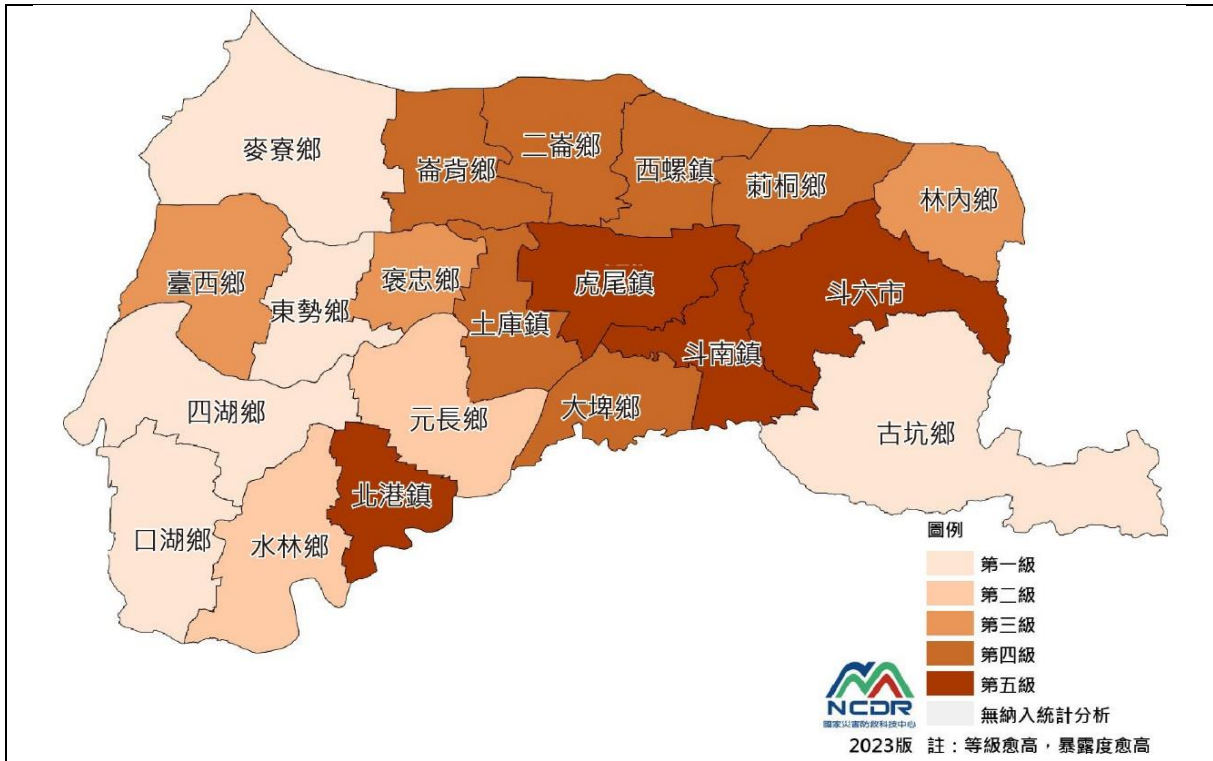 麥寮鄉
崙背鄉
二崙鄉
西螺鎮
莿桐鄉
林內鄉
臺西鄉
東勢鄉
褒忠鄉
土庫鎮
虎尾鎮
斗南鎮
斗六市
四湖鄉
元長鄉
大埤鄉
古坑鄉
口湖鄉
水林鄉
北港鎮
圖例
第一級
第二級
第三級
第四級
第五級
無納入統計分析
NCDR
國家災害防救科技中心
2023版 註：等級愈高，暴露度愈高